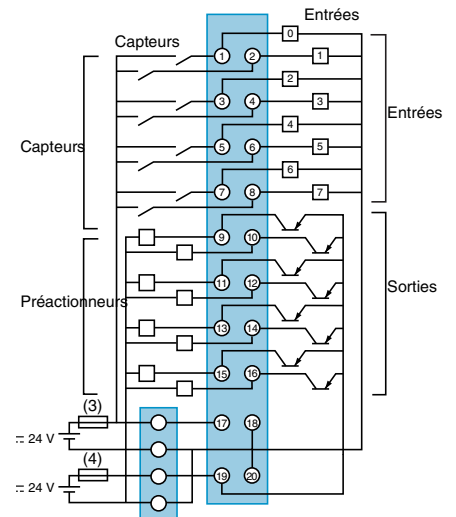 Entrées
Capteurs
0
1 2 1
2
3 4 3
Entrées
4
Capteurs
5 6 5
6
7 8 7
9 10
11 12
Préactionneurs
Sorties
13 14
15 16
(3)
17 18
24 V
(4)
19 20
24 V